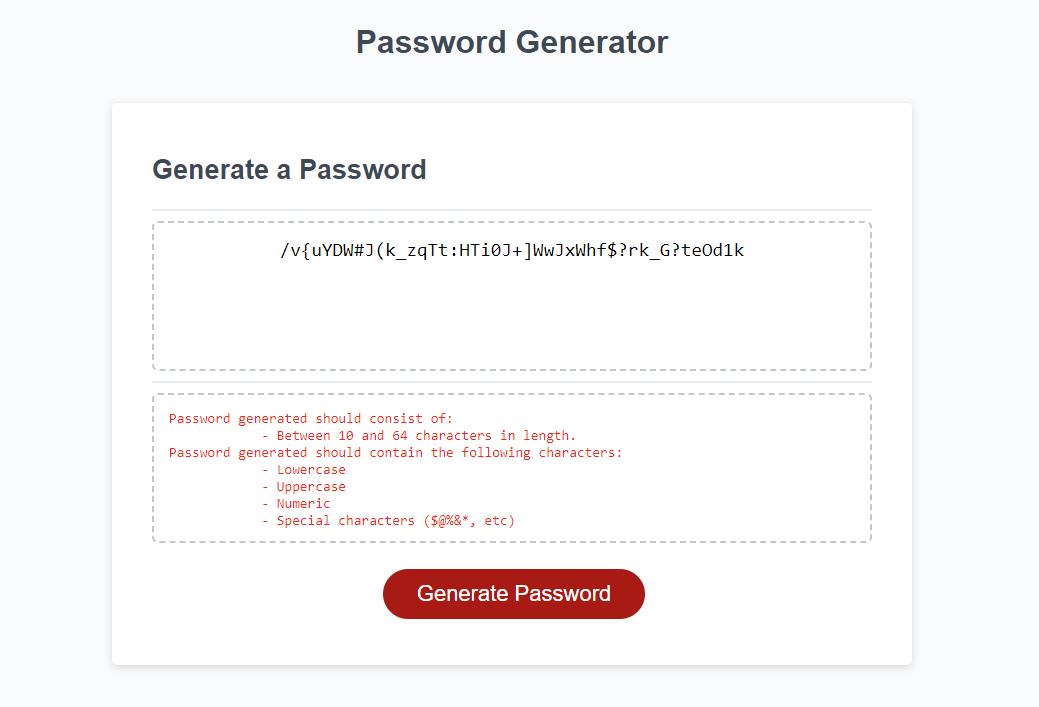 Password Generator
Generate a Password
/v{uYDW#J(k_zqTt:HTi0J+]WwJxWhf$?rk_G?teOd1k
Password generated should consist of:
- Between 10 and 64 characters in length.
Password generated should contain the following characters:
- Lowercase
- Uppercase
- Numeric
- Special characters ($@%&*, etc)
Generate Password